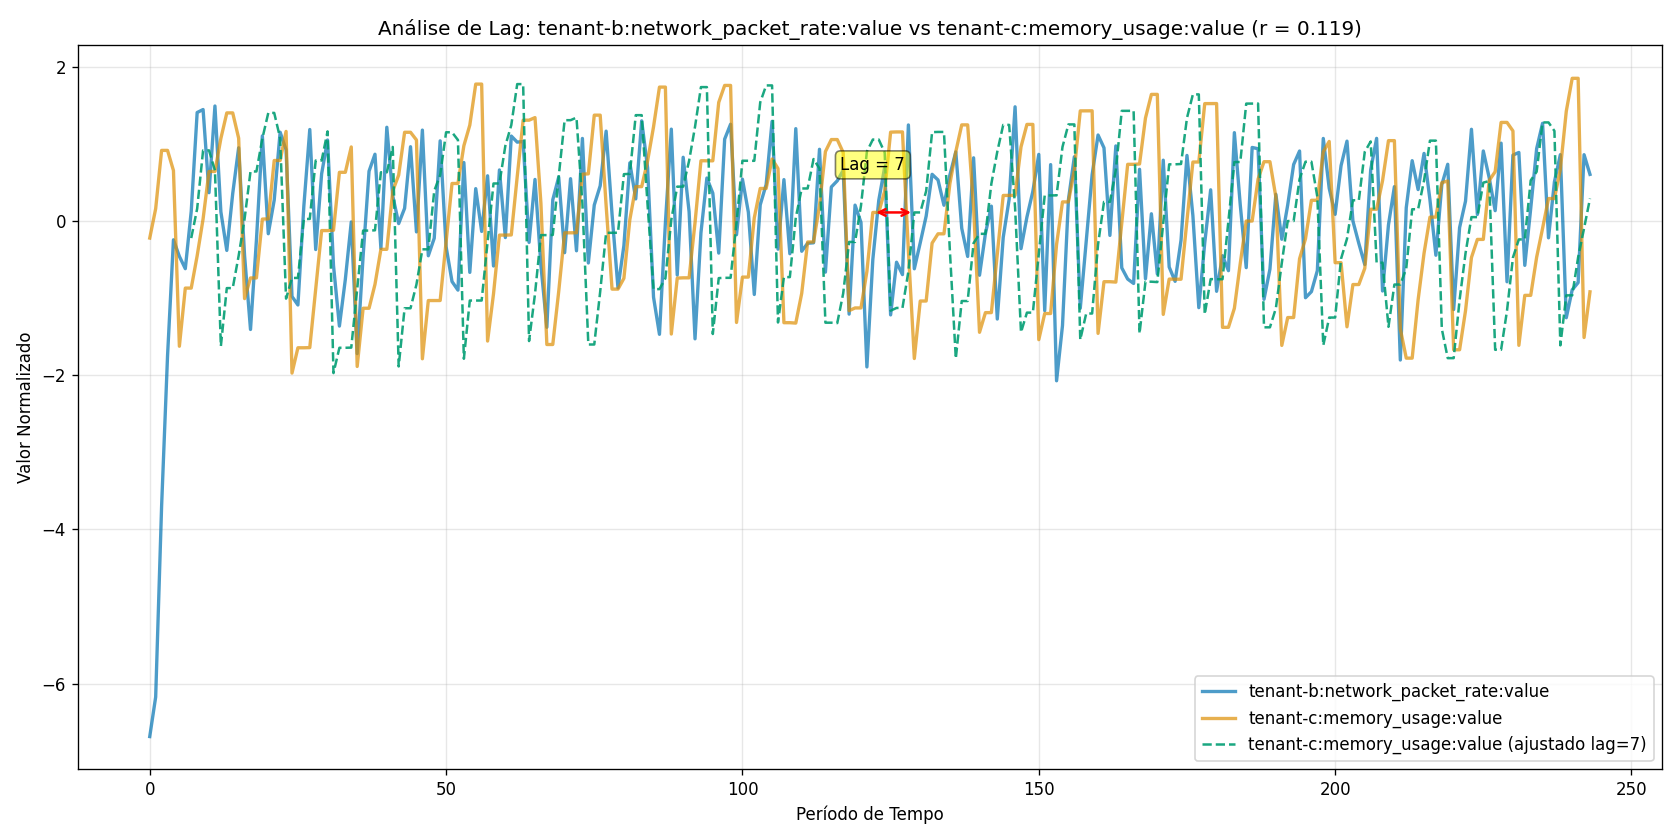 Análise de Lag: tenant-b:network_packet_rate:value vs tenant-c:memory_usage:value (r = 0.119)
Valor Normalizado
2
0
−2
−4
−6
Lag = 7
tenant-b:network_packet_rate:value
tenant-c:memory_usage:value
tenant-c:memory_usage:value (ajustado lag=7)
0 50 100 150 200 250
Período de Tempo